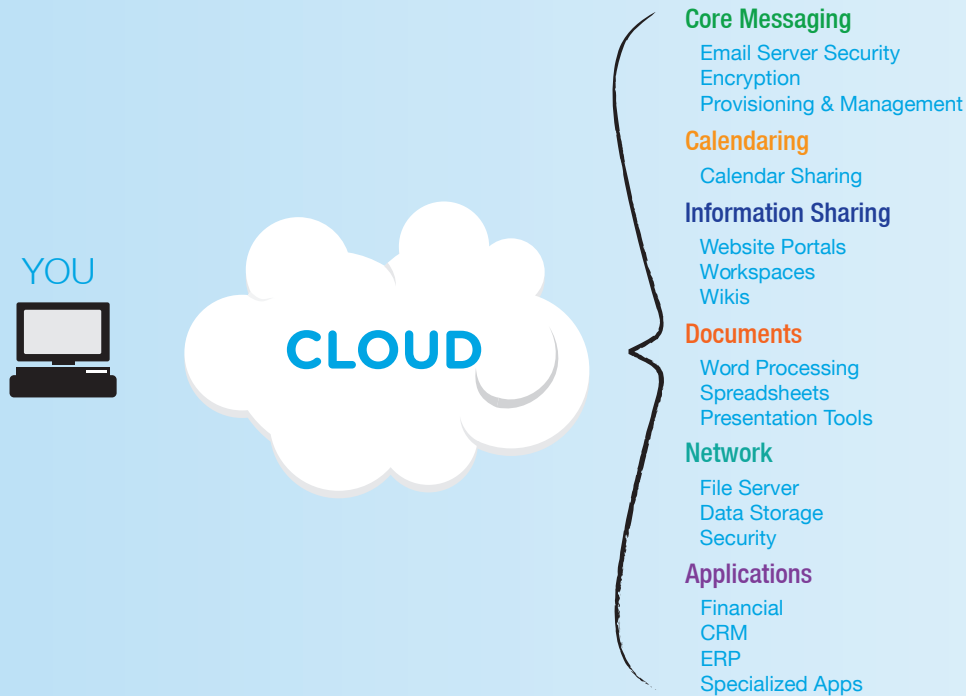 YOU
CLOUD
Core Messaging
Email Server Security
Encryption
Provisioning & Management
Calendaring
Calendar Sharing
Information Sharing
Website Portals
Workspaces
Wikis
Documents
Word Processing
Spreadsheets
Presentation Tools
Network
File Server
Data Storage
Security
Applications
Financial
CRM
ERP
Specialized Apps